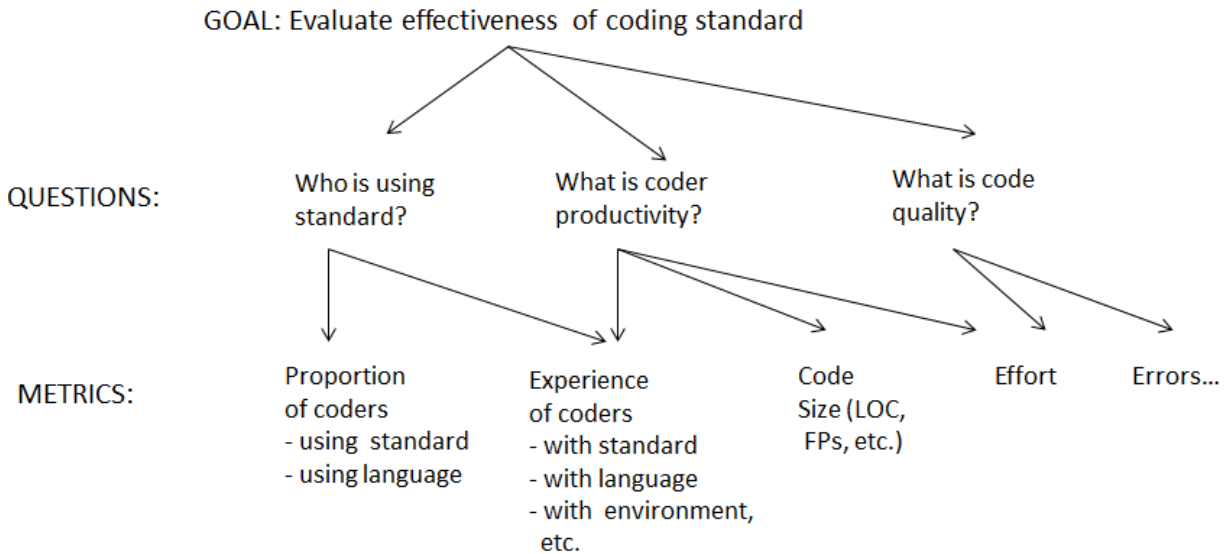 GOAL: Evaluate effectiveness of coding standard
QUESTIONS:
Who is using
standard?
What is coder
productivity?
What is code
quality?
METRICS:
Proportion
of coders
- using standard
- using language
Experience
of coders
- with standard
- with language
- with environment,
etc.
Code
Size (LOC,
FPs, etc.)
Effort
Errors...